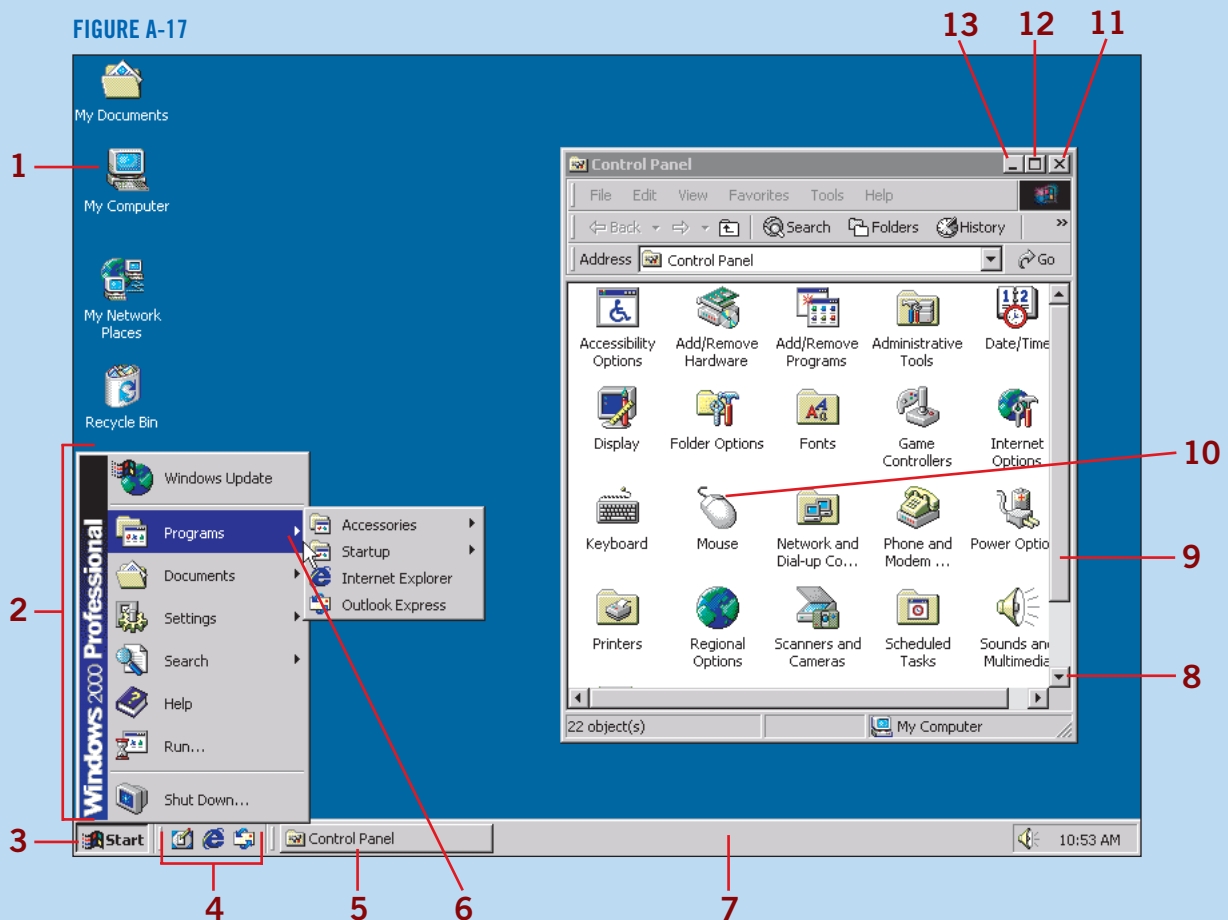 FIGURE A-17
13 12 11
My Documents
1
My Computer
My Network
Places
Recycle Bin
Control Panel
File Edit View Favorites Tools Help
Back Search Folders History »
Address Control Panel Go
Accessibility
Options
Add/Remove
Hardware
Add/Remove
Programs
Administrative
Tools
Date/Time
Display
Folder Options
Fonts
Game
Controllers
Internet
Options
10
Keyboard
Mouse
Network and
Dial-up Co...
Phone and
Modem ...
Power Optio
9
Printers
Regional
Options
Scanners and
Cameras
Scheduled
Tasks
Sounds and
Multimedia
8
22 object(s) My Computer
2
Windows 2000 Professional
Windows Update
Programs
Documents
Settings
Search
Help
Run...
Shut Down...
Accessories
Startup
Internet Explorer
Outlook Express
3
Start Control Panel 10:53 AM
4 5 6 7